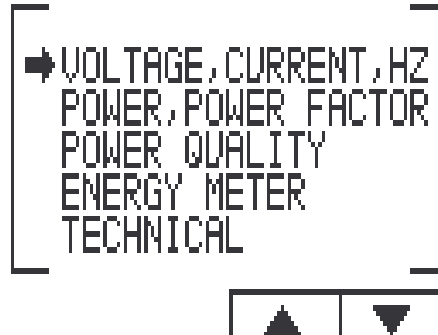 VOLTAGE,CURRENT,HZ
POWER,POWER FACTOR
POWER QUALITY
ENERGY METER
TECHNICAL